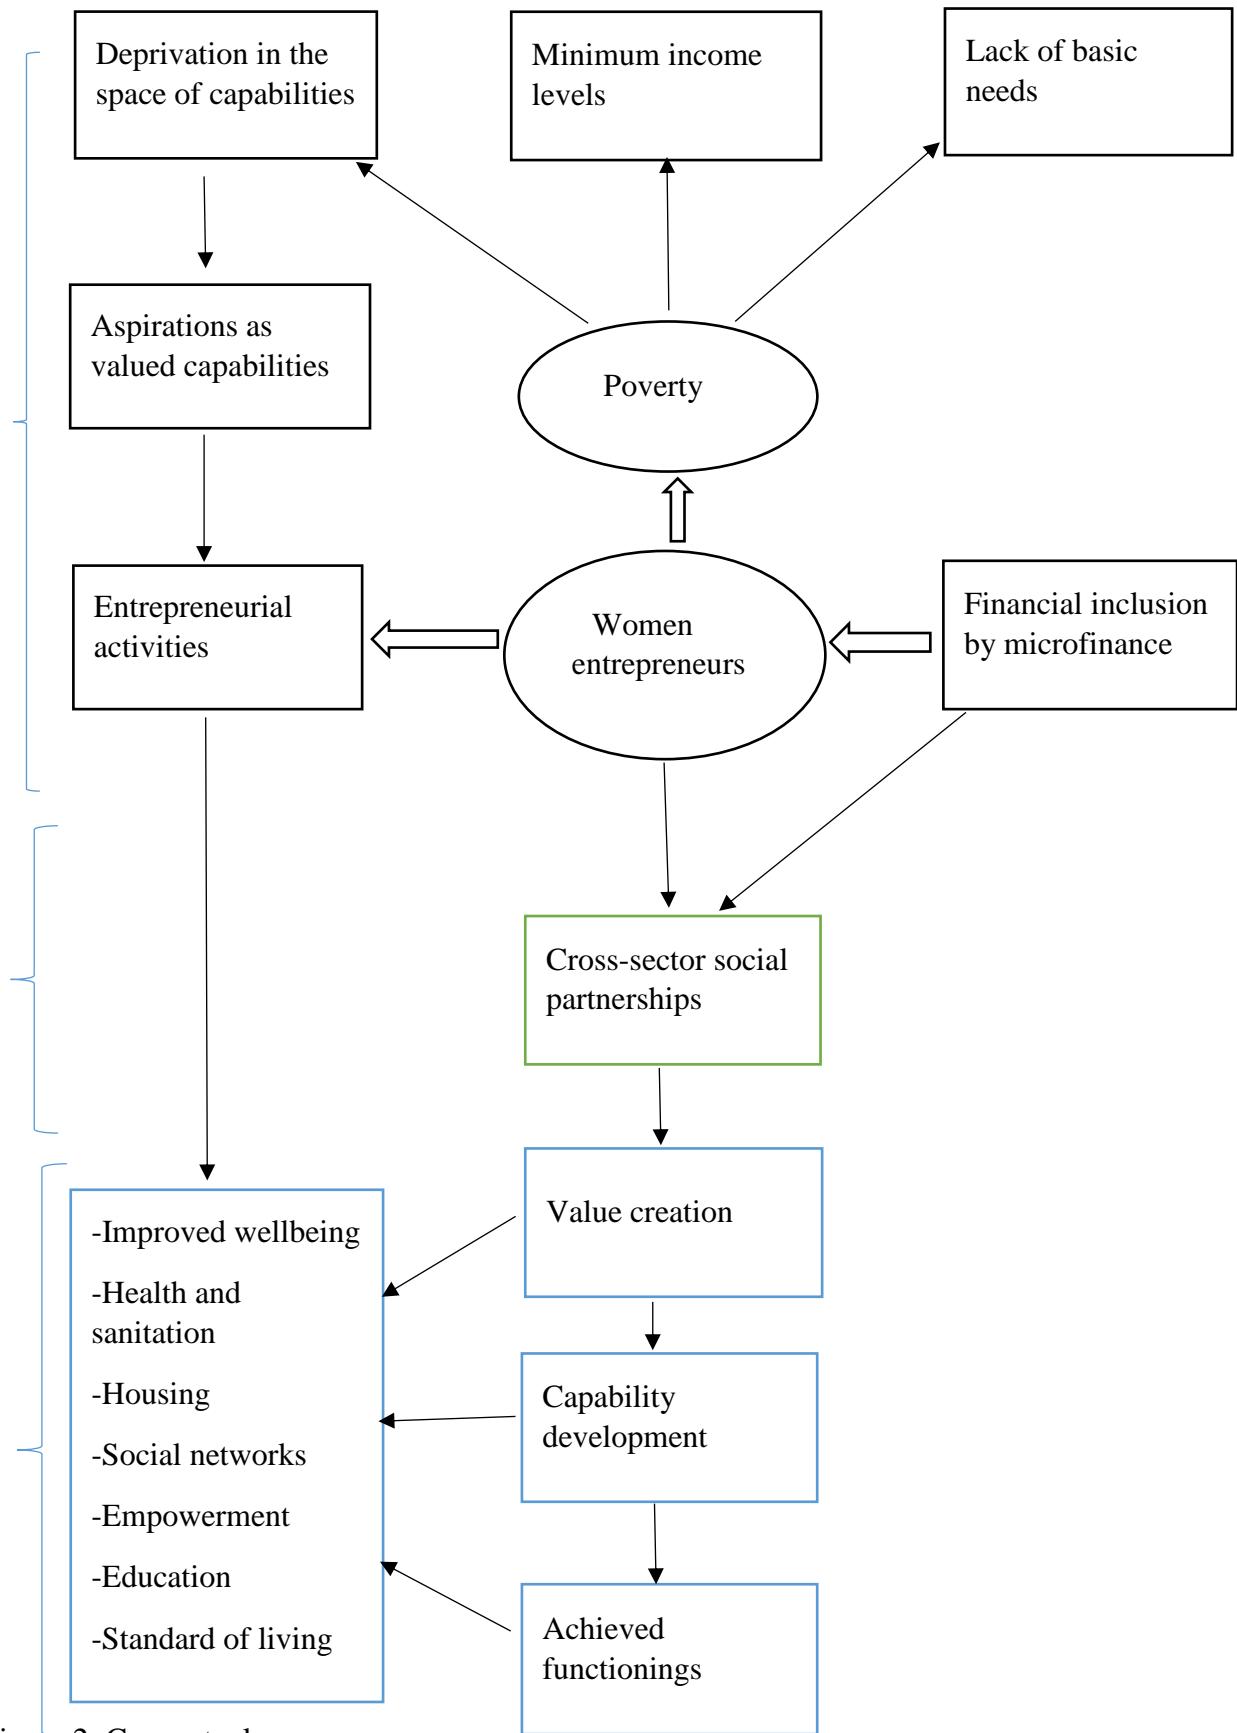 Deprivation in the
space of capabilities
Minimum income
levels
Lack of basic
needs
Aspirations as
valued capabilities
Poverty
Entrepreneurial
activities
Women
entrepreneurs
Financial inclusion
by microfinance
Cross-sector social
partnerships
Value creation
-Improved wellbeing
-Health and
sanitation
-Housing
-Social networks
-Empowerment
-Education
-Standard of living
Capability
development
Achieved
functionings